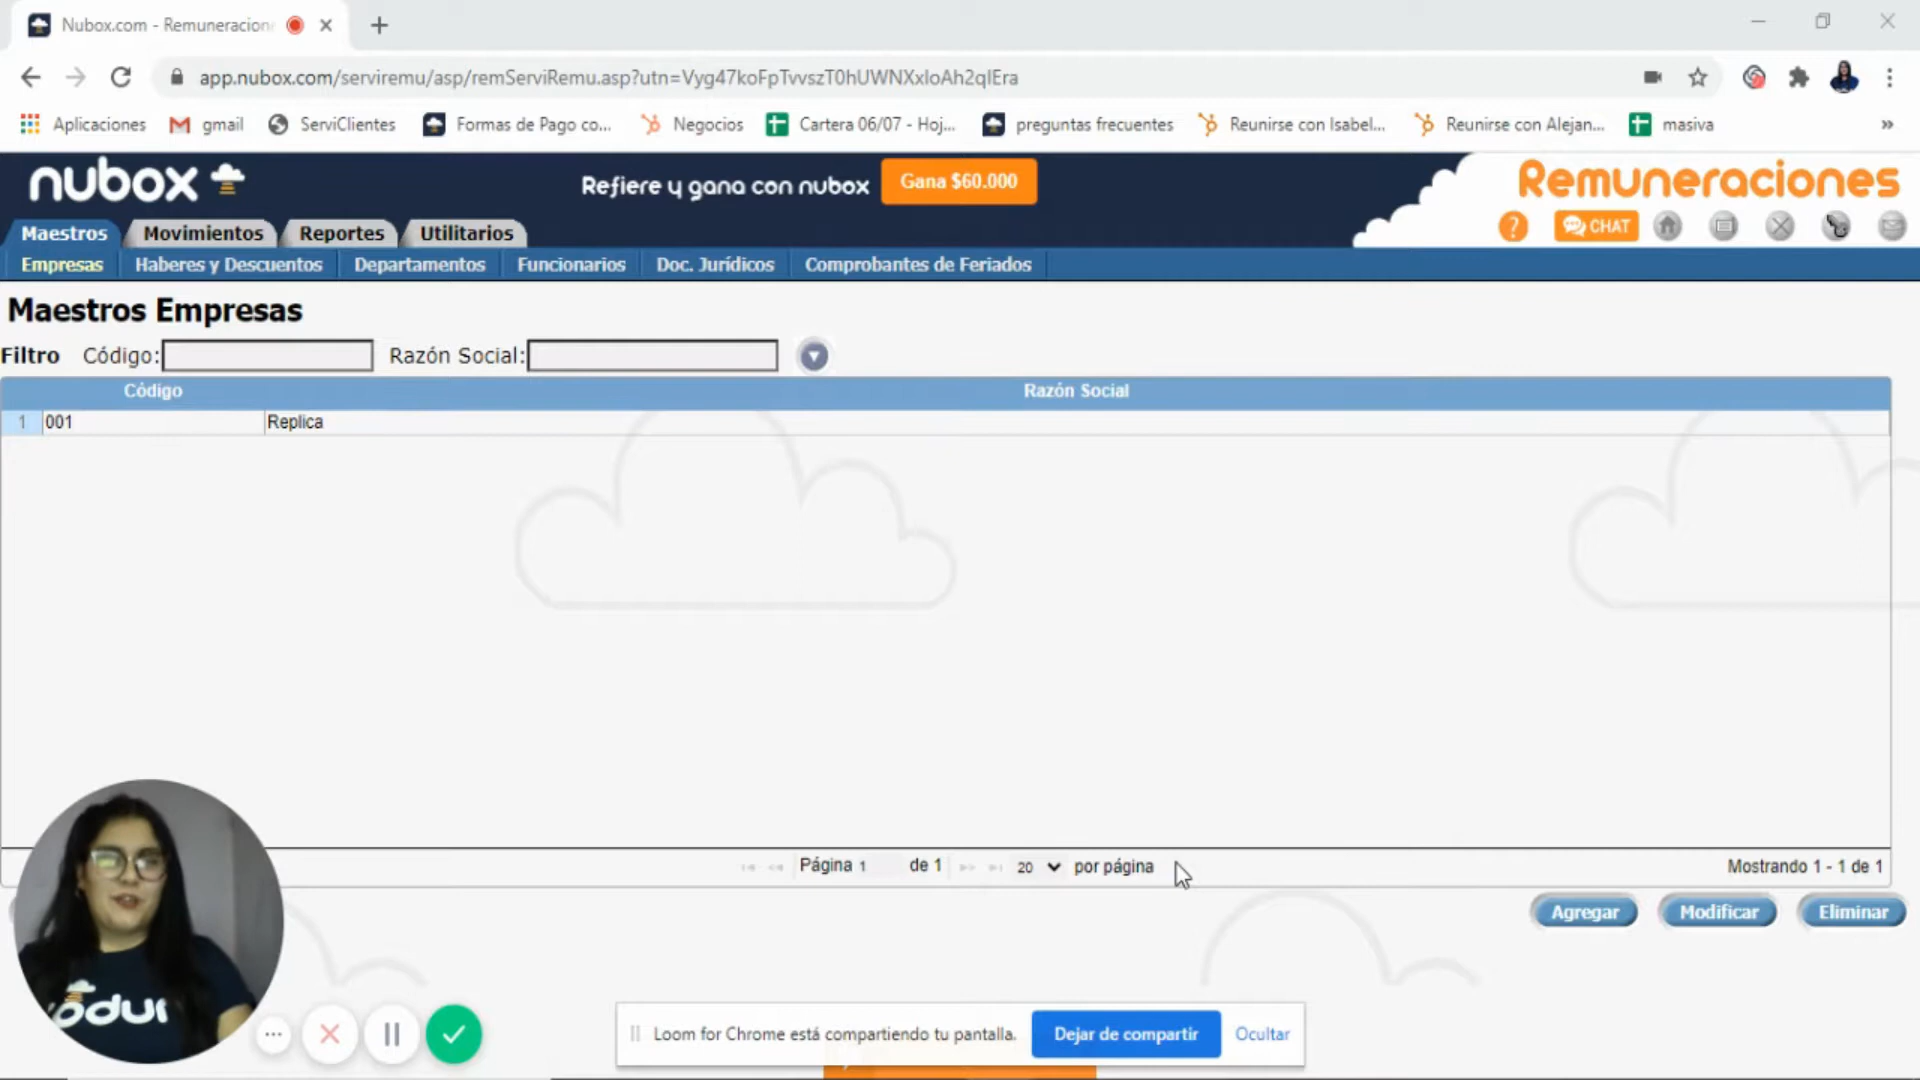 Nubox.com - Remuneracion
app.nubox.com/serviremu/asp/remServiRemu.asp?utn=Vyg47koFpTvvszT0hUWNXxIoAh2qIEra
Aplicaciones gmail ServiClientes Formas de Pago co... Negocios Cartera 06/07 - Hoj... preguntas frecuentes Reunirse con Isabel... Reunirse con Alejan... masiva »
nubox Refiere y gana con nubox Gana $60.000 Remuneraciones
Maestros Movimientos Reportes Utilitarios ? CHAT
Empresas Haberes y Descuentos Departamentos Funcionarios Doc. Jurídicos Comprobantes de Feriados
Maestros Empresas
Filtro Código: Razón Social:
Código Razón Social
1 001 Replica
Página 1 de 1 20 por página Mostrando 1 - 1 de 1
Agregar Modificar Eliminar
Loom for Chrome está compartiendo tu pantalla. Dejar de compartir Ocultar